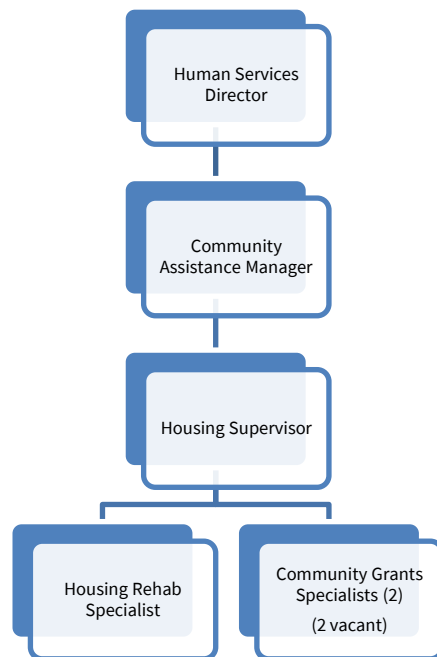 Human Services
Director
Community
Assistance Manager
Housing Supervisor
Housing Rehab
Specialist
Community Grants
Specialists (2)
(2 vacant)